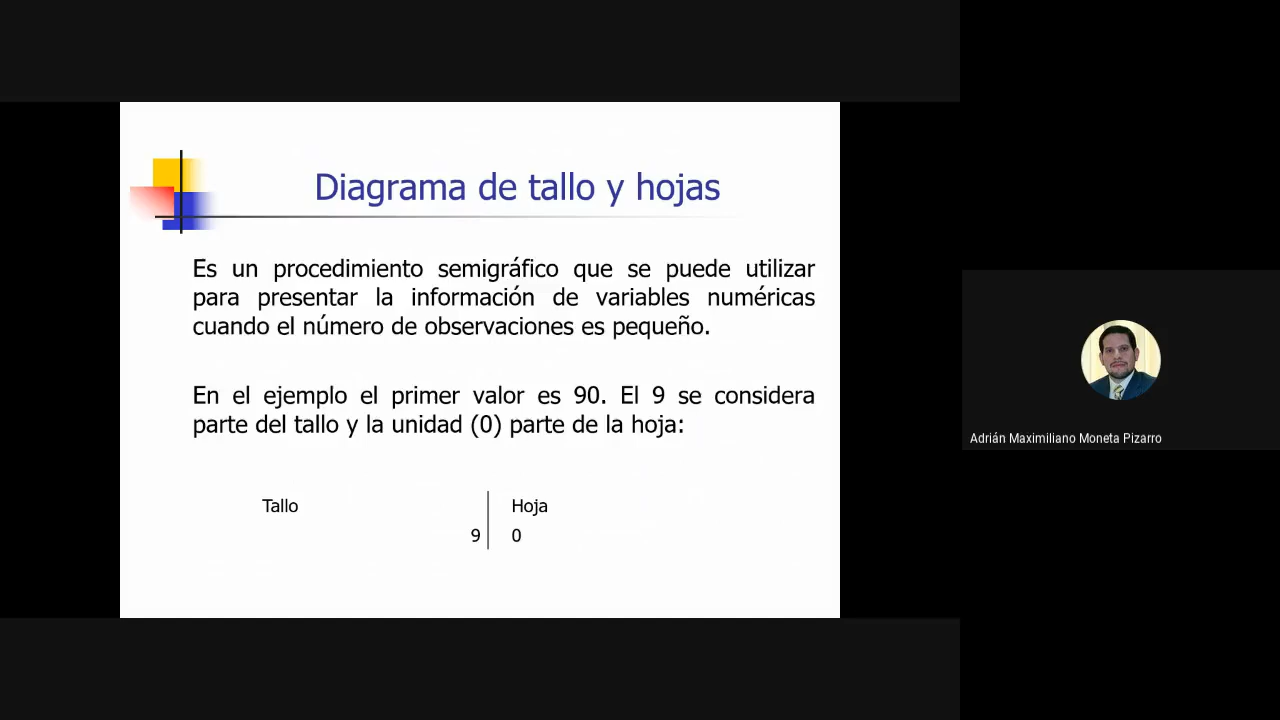 Diagrama de tallo y hojas
Es un procedimiento semigráfico que se puede utilizar
para presentar la información de variables numéricas
cuando el número de observaciones es pequeño.
En el ejemplo el primer valor es 90. El 9 se considera
parte del tallo y la unidad (0) parte de la hoja:
Tallo Hoja
9 0
Adrián Maximiliano Moneta Pizarro